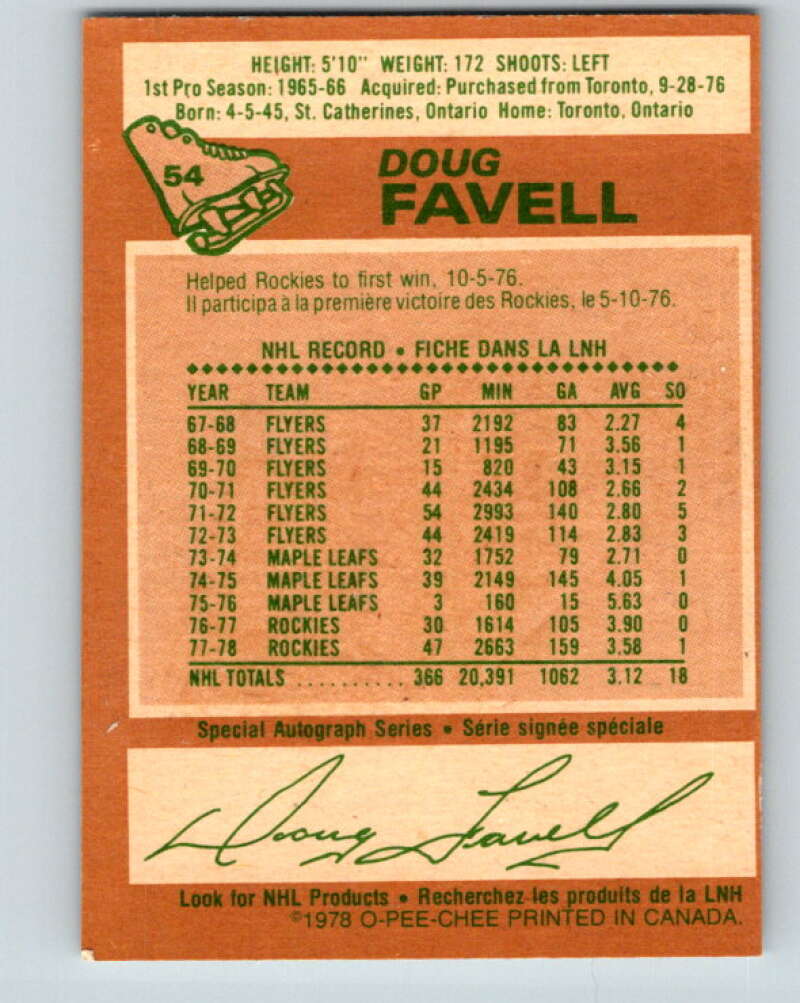 HEIGHT: 5'10" WEIGHT: 172 SHOOTS: LEFT
1st Pro Season: 1965-66 Acquired: Purchased from Toronto, 9-28-76
Born: 4-5-45, St. Catherines, Ontario Home: Toronto, Ontario
54
DOUG
FAVELL
Helped Rockies to first win, 10-5-76.
Il participa à la première victoire des Rockies, le 5-10-76.
NHL RECORD • FICHE DANS LA LNH
YEAR TEAM GP MIN GA AVG SO
67-68 FLYERS 37 2192 83 2.27 4
68-69 FLYERS 21 1195 71 3.56 1
69-70 FLYERS 15 820 43 3.15 1
70-71 FLYERS 44 2434 108 2.66 2
71-72 FLYERS 54 2993 140 2.80 5
72-73 FLYERS 44 2419 114 2.83 3
73-74 MAPLE LEAFS 32 1752 79 2.71 0
74-75 MAPLE LEAFS 39 2149 145 4.05 1
75-76 MAPLE LEAFS 3 160 15 5.63 0
76-77 ROCKIES 30 1614 105 3.90 0
77-78 ROCKIES 47 2663 159 3.58 1
NHL TOTALS .......... 366 20,391 1062 3.12 18
Special Autograph Series • Série signée spéciale
Doug Favell
Look for NHL Products • Recherchez les produits de la LNH
©1978 O-PEE-CHEE PRINTED IN CANADA.